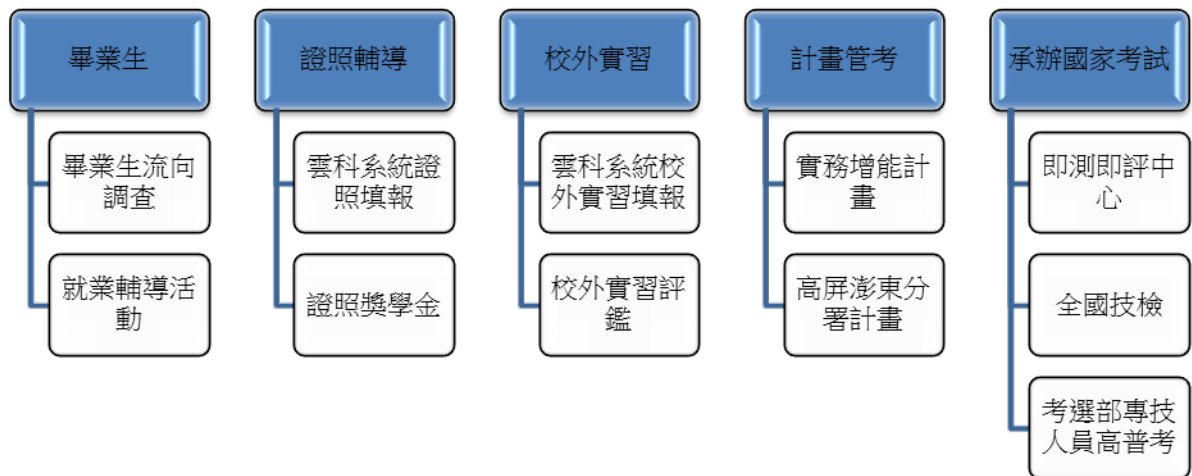 畢業生
證照輔導
校外實習
計畫管考
承辦國家考試
畢業生流向
調查
就業輔導活
動
雲科系統證
照填報
證照獎學金
雲科系統校
外實習填報
校外實習評
鑑
實務增能計
畫
高屏澎東分
署計畫
即測即評中
心
全國技檢
考選部專技
人員高普考